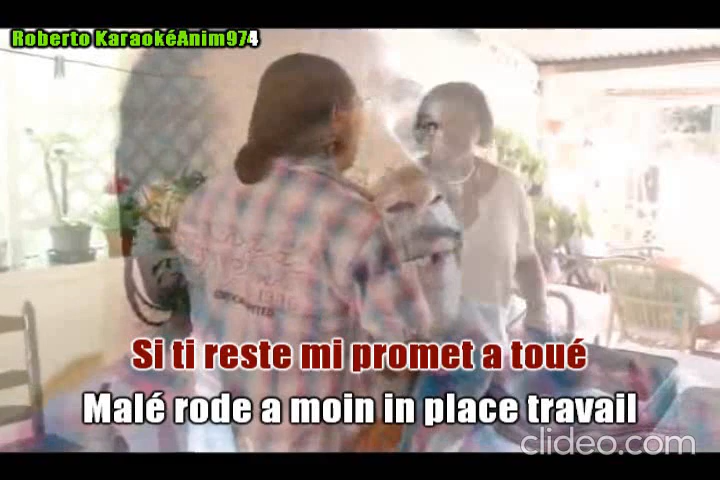 Roberto KaraokéAnim974
Si ti reste mi promet a toué
Malé rode a moin in place travail
clideo.com